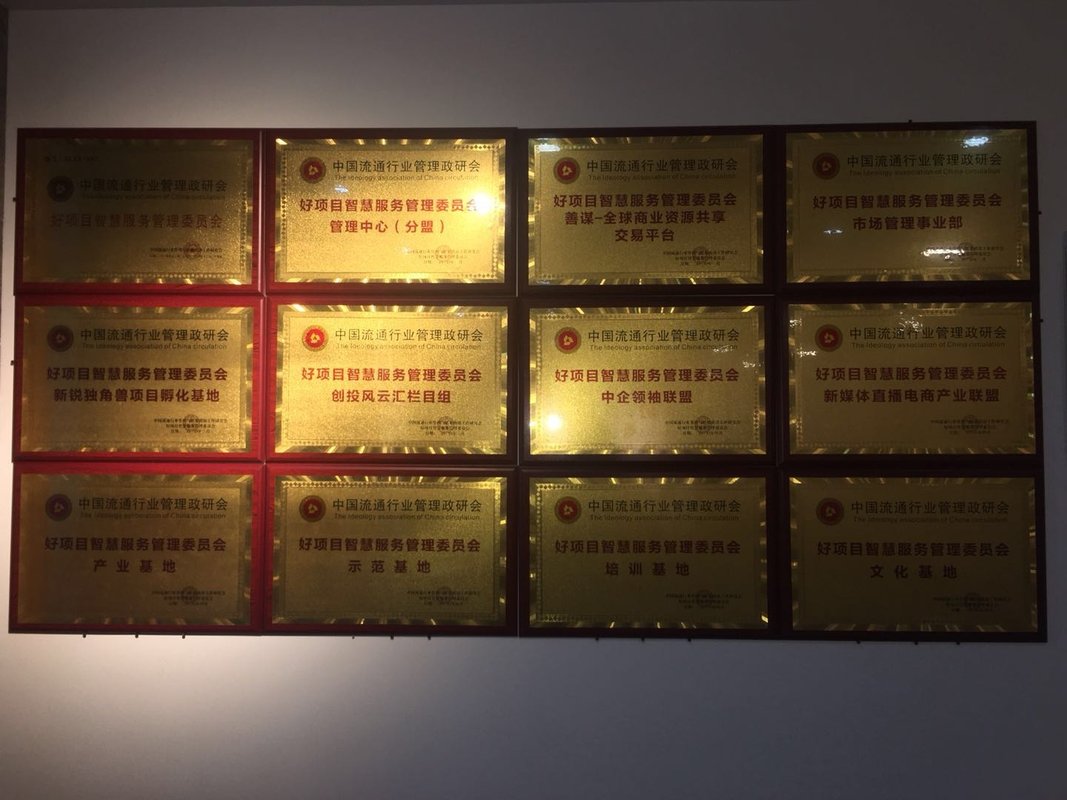 中国流通行业管理政研会
好项目智慧服务管理委员会
中国流通行业管理政研会
The Ideology association of China circulation
好项目智慧服务管理委员会
管理中心（分盟）
中国流通行业管理政研会
The Ideology association of China circulation
好项目智慧服务管理委员会
善谋-全球商业资源共享
交易平台
中国流通行业管理政研会
The Ideology association of China circulation
好项目智慧服务管理委员会
市场管理事业部
中国流通行业管理政研会
The Ideology association of China circulation
好项目智慧服务管理委员会
新锐独角兽项目孵化基地
中国流通行业管理政研会
The Ideology association of China circulation
好项目智慧服务管理委员会
创投风云汇栏目组
中国流通行业管理政研会
The Ideology association of China circulation
好项目智慧服务管理委员会
中企领袖联盟
中国流通行业管理政研会
The Ideology association of China circulation
好项目智慧服务管理委员会
新媒体直播电商产业联盟
中国流通行业管理政研会
The Ideology association of China circulation
好项目智慧服务管理委员会
产业基地
中国流通行业管理政研会
The Ideology association of China circulation
好项目智慧服务管理委员会
示范基地
中国流通行业管理政研会
The Ideology association of China circulation
好项目智慧服务管理委员会
培训基地
中国流通行业管理政研会
The Ideology association of China circulation
好项目智慧服务管理委员会
文化基地